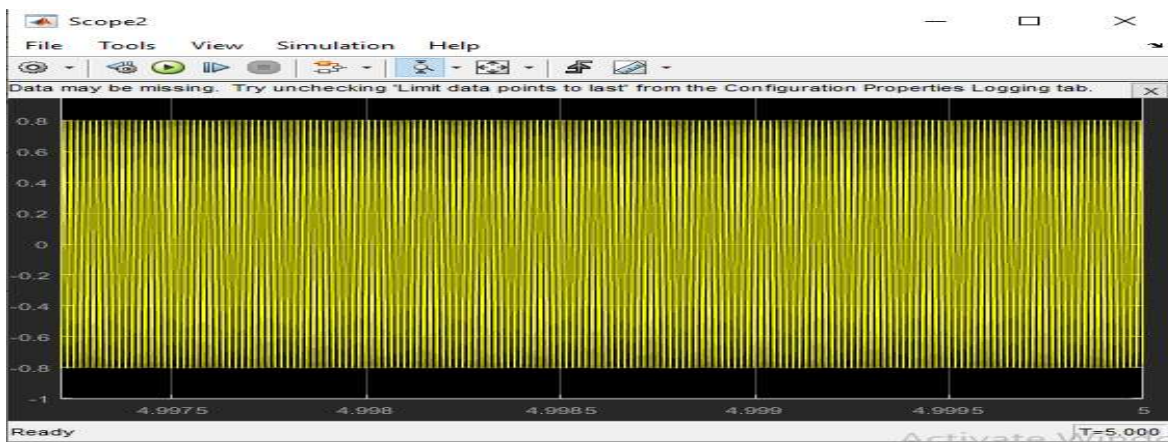 Scope2
File Tools View Simulation Help
Data may be missing. Try unchecking 'Limit data points to last' from the Configuration Properties Logging tab.
0.8
0.6
0.4
0.2
0
-0.2
-0.4
-0.6
-0.8
-1
4.9975 4.998 4.9985 4.999 4.9995 5
Ready T=5.000